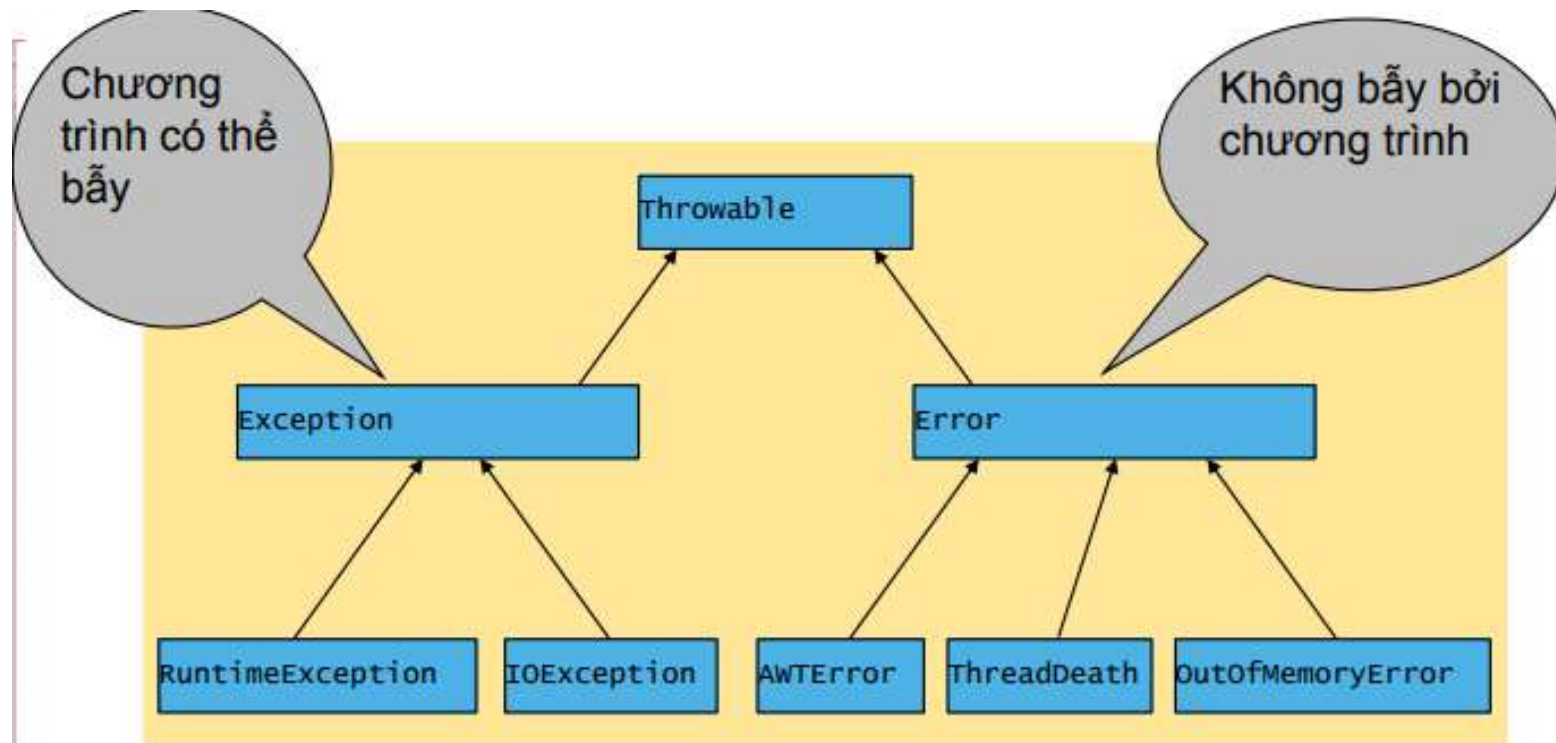 Chương
trình có thể
bẫy
Không bẫy bởi
chương trình
Throwable
Exception
Error
RuntimeException
IOException
AWTError
ThreadDeath
OutOfMemoryError